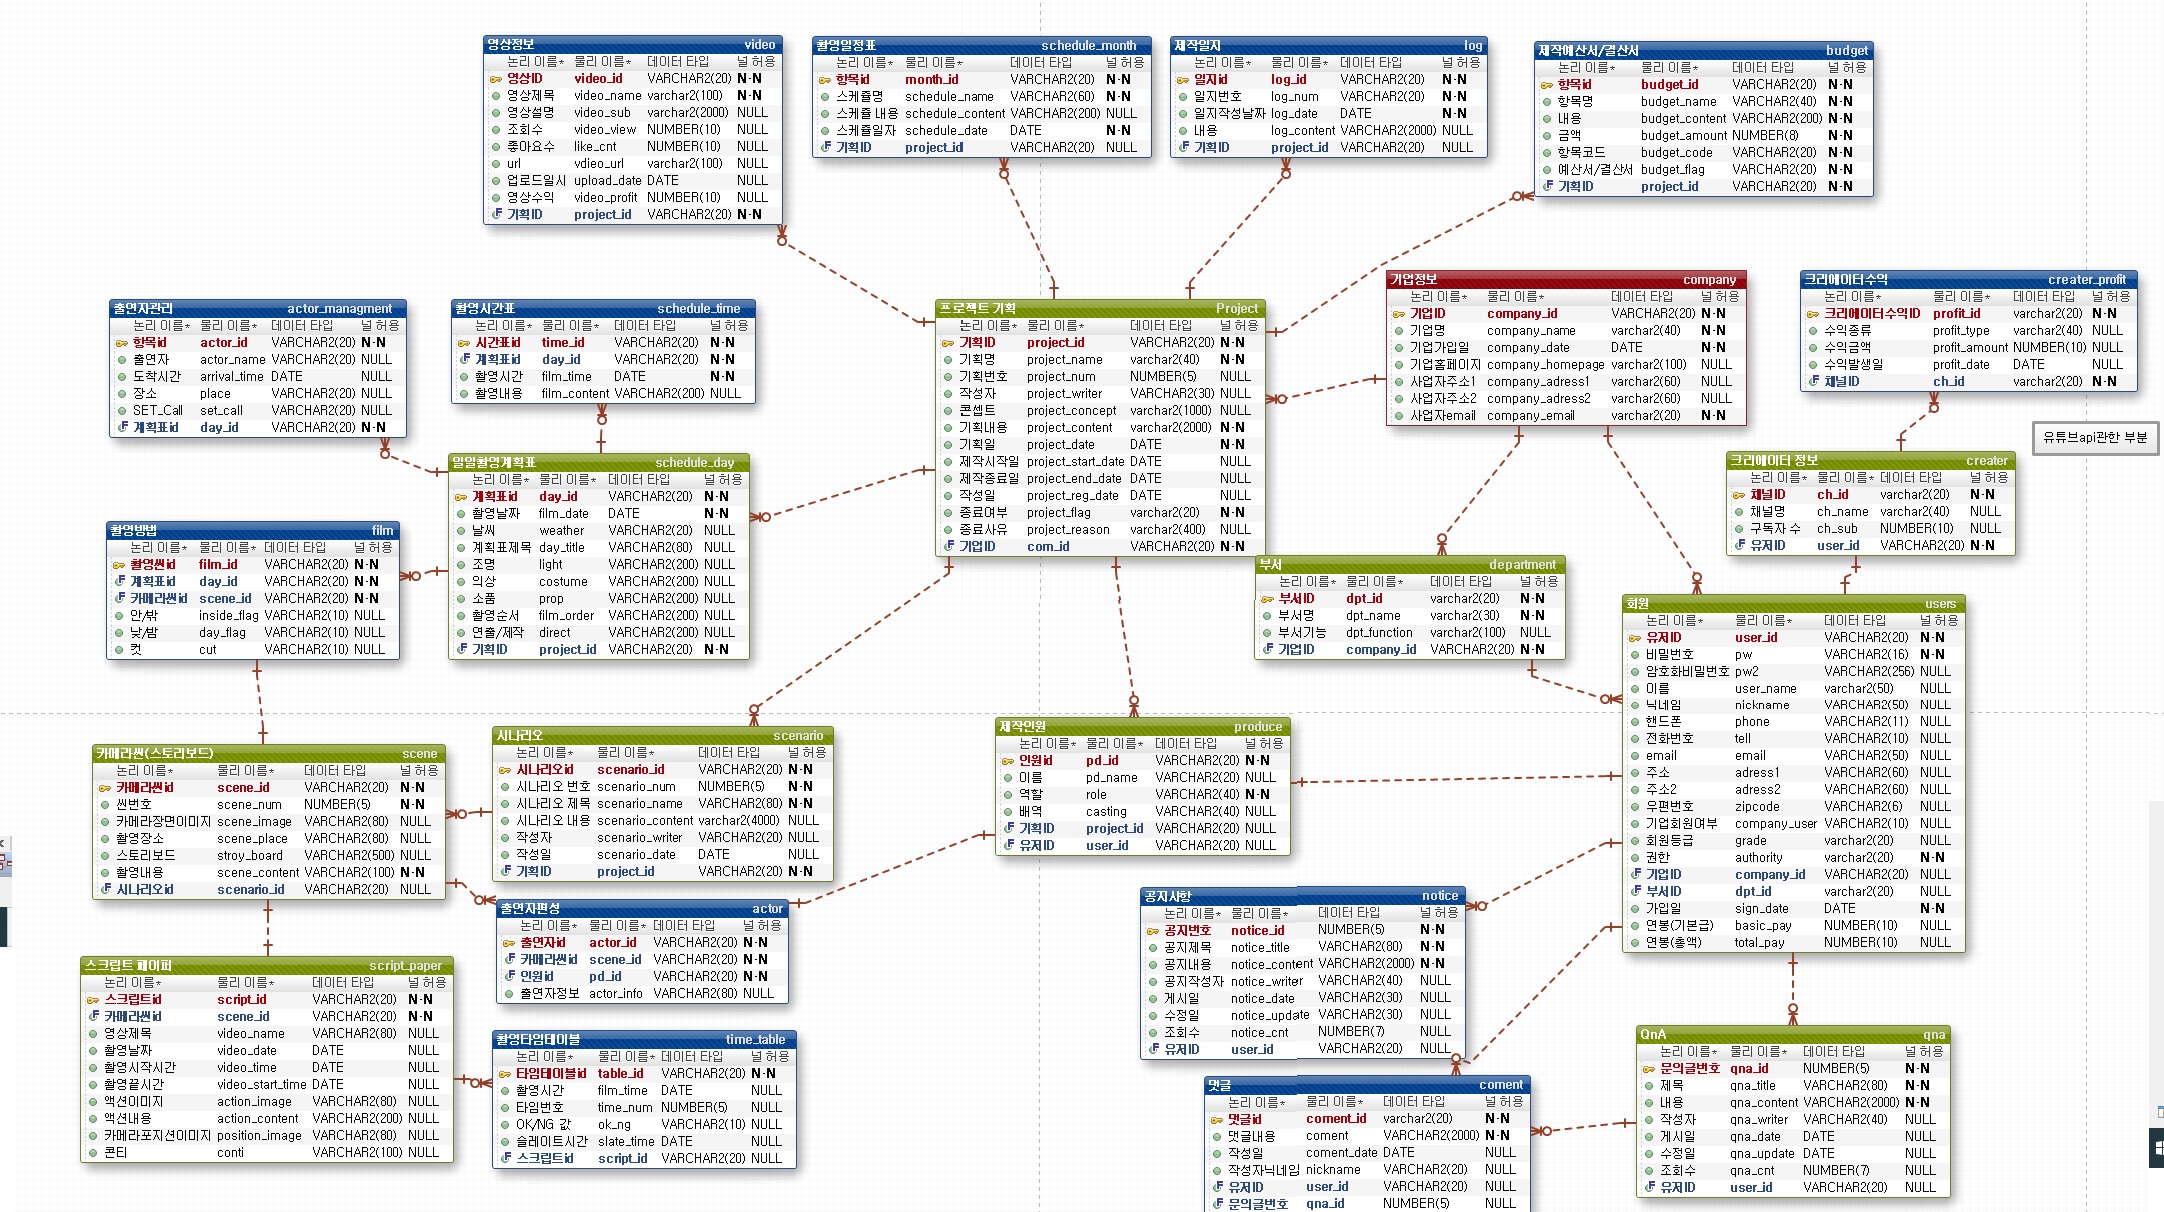 영상정보 video
논리 이름* 물리 이름* 데이터 타입 널 허용
영상ID video_id VARCHAR2(20) N-N
영상제목 video_name varchar2(100) N-N
영상설명 video_sub varchar2(2000) NULL
조회수 video_view NUMBER(10) NULL
좋아요수 like_cnt NUMBER(10) NULL
url vdieo_url varchar2(100) NULL
업로드일시 upload_date DATE NULL
영상수익 video_profit NUMBER(10) NULL
기획ID project_id VARCHAR2(20) N-N
촬영일정표 schedule_month
논리 이름* 물리 이름* 데이터 타입 널 허용
항목id month_id VARCHAR2(20) N-N
스케쥴명 schedule_name VARCHAR2(60) N-N
스케쥴 내용 schedule_content VARCHAR2(200) NULL
스케쥴일자 schedule_date DATE N-N
기획ID project_id VARCHAR2(20) NULL
제작일지 log
논리 이름* 물리 이름* 데이터 타입 널 허용
일지id log_id VARCHAR2(20) N-N
일지번호 log_num VARCHAR2(20) N-N
일지작성날짜 log_date DATE N-N
내용 log_content VARCHAR2(2000) NULL
기획ID project_id VARCHAR2(20) NULL
제작예산서/결산서 budget
논리 이름* 물리 이름* 데이터 타입 널 허용
항목id budget_id VARCHAR2(20) N-N
항목명 budget_name VARCHAR2(40) N-N
내용 budget_content VARCHAR2(200) N-N
금액 budget_amount NUMBER(8) N-N
항목코드 budget_code VARCHAR2(20) N-N
예산서/결산서 budget_flag VARCHAR2(20) N-N
기획ID project_id VARCHAR2(20) N-N
출연자관리 actor_managment
논리 이름* 물리 이름* 데이터 타입 널 허용
항목id actor_id VARCHAR2(20) N-N
출연자 actor_name VARCHAR2(20) NULL
도착시간 arrival_time DATE NULL
장소 place VARCHAR2(20) NULL
SET_Call set_call VARCHAR2(20) NULL
계획표id day_id VARCHAR2(20) N-N
촬영시간표 schedule_time
논리 이름* 물리 이름* 데이터 타입 널 허용
시간표id time_id VARCHAR2(20) N-N
계획표id day_id VARCHAR2(20) N-N
촬영시간 film_time DATE N-N
촬영내용 film_content VARCHAR2(200) NULL
프로젝트 기획 Project
논리 이름* 물리 이름* 데이터 타입 널 허용
기획ID project_id VARCHAR2(20) N-N
기획명 project_name varchar2(40) N-N
기획번호 project_num NUMBER(5) NULL
작성자 project_writer VARCHAR2(30) N-N
콘셉트 project_concept varchar2(1000) NULL
기획내용 project_content varchar2(2000) N-N
기획일 project_date DATE N-N
제작시작일 project_start_date DATE NULL
제작종료일 project_end_date DATE NULL
작성일 project_reg_date DATE N-N
종료여부 project_flag varchar2(20) N-N
종료사유 project_reason varchar2(400) NULL
기업ID com_id VARCHAR2(20) N-N
기업정보 company
논리 이름* 물리 이름* 데이터 타입 널 허용
기업ID company_id VARCHAR2(20) N-N
기업명 company_name varchar2(40) N-N
기업가입일 company_date DATE N-N
기업홈페이지 company_homepage varchar2(100) NULL
사업자주소1 company_adress1 varchar2(60) NULL
사업자주소2 company_adress2 varchar2(60) NULL
사업자email company_email varchar2(20) N-N
크리에이터수익 creater_profit
논리 이름* 물리 이름* 데이터 타입 널 허용
크리에이터수익ID profit_id varchar2(20) N-N
수익종류 profit_type varchar2(40) NULL
수익금액 profit_amount NUMBER(10) NULL
수익발생일 profit_date DATE NULL
채널ID ch_id varchar2(20) N-N
유튜브api관한 부분
크리에이터 정보 creater
논리 이름* 물리 이름* 데이터 타입 널 허용
채널ID ch_id varchar2(20) N-N
채널명 ch_name varchar2(40) NULL
구독자 수 ch_sub NUMBER(10) NULL
유저ID user_id VARCHAR2(20) N-N
일일촬영계획표 schedule_day
논리 이름* 물리 이름* 데이터 타입 널 허용
계획표id day_id VARCHAR2(20) N-N
촬영날짜 film_date DATE N-N
날씨 weather VARCHAR2(20) NULL
계획표제목 day_title VARCHAR2(80) NULL
조명 light VARCHAR2(200) NULL
의상 costume VARCHAR2(200) NULL
소품 prop VARCHAR2(200) NULL
촬영순서 film_order VARCHAR2(200) NULL
연출/제작 direct VARCHAR2(200) NULL
기획ID project_id VARCHAR2(20) N-N
촬영방법 film
논리 이름* 물리 이름* 데이터 타입 널 허용
촬영씬id film_id VARCHAR2(20) N-N
계획표id day_id VARCHAR2(20) N-N
카메라씬id scene_id VARCHAR2(20) N-N
안/밖 inside_flag VARCHAR2(10) NULL
낮/밤 day_flag VARCHAR2(10) NULL
컷 cut VARCHAR2(10) NULL
부서 department
논리 이름* 물리 이름* 데이터 타입 널 허용
부서ID dpt_id varchar2(20) N-N
부서명 dpt_name varchar2(30) N-N
부서기능 dpt_function varchar2(100) NULL
기업ID company_id VARCHAR2(20) N-N
회원 users
논리 이름* 물리 이름* 데이터 타입 널 허용
유저ID user_id VARCHAR2(20) N-N
비밀번호 pw VARCHAR2(16) N-N
암호화비밀번호 pw2 VARCHAR2(256) NULL
이름 user_name varchar2(50) NULL
닉네임 nickname VARCHAR2(50) NULL
핸드폰 phone VARCHAR2(11) NULL
전화번호 tell VARCHAR2(10) NULL
email email VARCHAR2(50) NULL
주소 adress1 VARCHAR2(60) NULL
주소2 adress2 VARCHAR2(60) NULL
우편번호 zipcode VARCHAR2(6) NULL
기업회원여부 company_user VARCHAR2(10) NULL
회원등급 grade varchar2(20) NULL
권한 authority varchar2(20) N-N
기업ID company_id VARCHAR2(20) NULL
부서ID dpt_id varchar2(20) NULL
가입일 sign_date DATE N-N
연봉(기본급) basic_pay NUMBER(10) NULL
연봉(총액) total_pay NUMBER(10) NULL
카메라씬(스토리보드) scene
논리 이름* 물리 이름* 데이터 타입 널 허용
카메라씬id scene_id VARCHAR2(20) N-N
씬번호 scene_num NUMBER(5) N-N
카메라장면이미지 scene_image VARCHAR2(80) NULL
촬영장소 scene_place VARCHAR2(80) NULL
스토리보드 stroy_board VARCHAR2(500) NULL
촬영내용 scene_content VARCHAR2(100) N-N
시나리오id scenario_id VARCHAR2(20) NULL
시나리오 scenario
논리 이름* 물리 이름* 데이터 타입 널 허용
시나리오id scenario_id VARCHAR2(20) N-N
시나리오 번호 scenario_num NUMBER(5) N-N
시나리오 제목 scenario_name VARCHAR2(80) N-N
시나리오 내용 scenario_content varchar2(4000) N-N
작성자 scenario_writer VARCHAR2(20) NULL
작성일 scenario_date DATE NULL
기획ID project_id VARCHAR2(20) N-N
제작인원 produce
논리 이름* 물리 이름* 데이터 타입 널 허용
인원id pd_id VARCHAR2(20) N-N
이름 pd_name VARCHAR2(20) NULL
역할 role VARCHAR2(40) N-N
배역 casting VARCHAR2(40) NULL
기획ID project_id VARCHAR2(20) NULL
유저ID user_id VARCHAR2(20) NULL
출연자편성 actor
논리 이름* 물리 이름* 데이터 타입 널 허용
출연자id actor_id VARCHAR2(20) N-N
카메라씬id scene_id VARCHAR2(20) N-N
인원id pd_id VARCHAR2(20) N-N
출연자정보 actor_info VARCHAR2(80) NULL
공지사항 notice
논리 이름* 물리 이름* 데이터 타입 널 허용
공지번호 notice_id NUMBER(5) N-N
공지제목 notice_title VARCHAR2(80) N-N
공지내용 notice_content VARCHAR2(2000) N-N
공지작성자 notice_writer VARCHAR2(40) NULL
게시일 notice_date VARCHAR2(30) NULL
수정일 notice_update VARCHAR2(30) NULL
조회수 notice_cnt NUMBER(7) NULL
유저ID user_id VARCHAR2(20) NULL
스크립트 페이퍼 script_paper
논리 이름* 물리 이름* 데이터 타입 널 허용
스크립트id script_id VARCHAR2(20) N-N
카메라씬id scene_id VARCHAR2(20) N-N
영상제목 video_name VARCHAR2(80) NULL
촬영날짜 video_date DATE NULL
촬영시작시간 video_time DATE NULL
촬영끝시간 video_start_time DATE NULL
액션이미지 action_image VARCHAR2(80) NULL
액션내용 action_content VARCHAR2(200) NULL
카메라포지션이미지 position_image VARCHAR2(80) NULL
콘티 conti VARCHAR2(100) NULL
촬영타임테이블 time_table
논리 이름* 물리 이름* 데이터 타입 널 허용
타임테이블id table_id VARCHAR2(20) N-N
촬영시간 film_time DATE NULL
타임번호 time_num NUMBER(5) NULL
OK/NG 값 ok_ng VARCHAR2(10) NULL
슬레이트시간 slate_time DATE NULL
스크립트id script_id VARCHAR2(20) NULL
QnA qna
논리 이름* 물리 이름* 데이터 타입 널 허용
문의글번호 qna_id NUMBER(5) N-N
제목 qna_title VARCHAR2(80) N-N
내용 qna_content VARCHAR2(2000) N-N
작성자 qna_writer VARCHAR2(40) NULL
게시일 qna_date DATE NULL
수정일 qna_update DATE NULL
조회수 qna_cnt NUMBER(7) NULL
유저ID user_id VARCHAR2(20) NULL
댓글 coment
논리 이름* 물리 이름* 데이터 타입 널 허용
댓글id coment_id varchar2(20) N-N
댓글내용 coment VARCHAR2(2000) N-N
작성일 coment_date DATE NULL
작성자닉네임 nickname VARCHAR2(20) NULL
유저ID user_id VARCHAR2(20) NULL
문의글번호 qna_id NUMBER(5) NULL